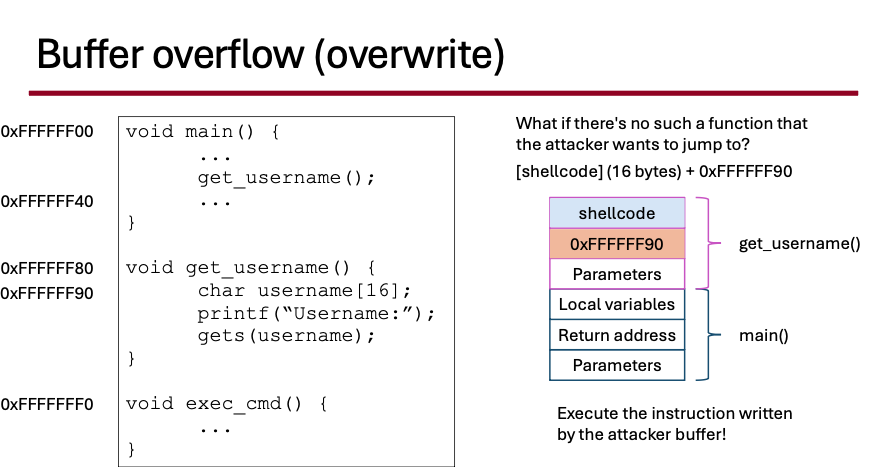 Buffer overflow (overwrite)
0xFFFFFF00
void main() {
...
get_username();
0xFFFFFF40
...
}
0xFFFFFF80
void get_username() {
0xFFFFFF90
char username[16];
printf(“Username:”);
gets(username);
}
0xFFFFFFF0
void exec_cmd() {
...
}
What if there's no such a function that
the attacker wants to jump to?
[shellcode] (16 bytes) + 0xFFFFFF90
shellcode
0xFFFFFF90
Parameters
get_username()
Local variables
Return address
Parameters
main()
Execute the instruction written
by the attacker buffer!